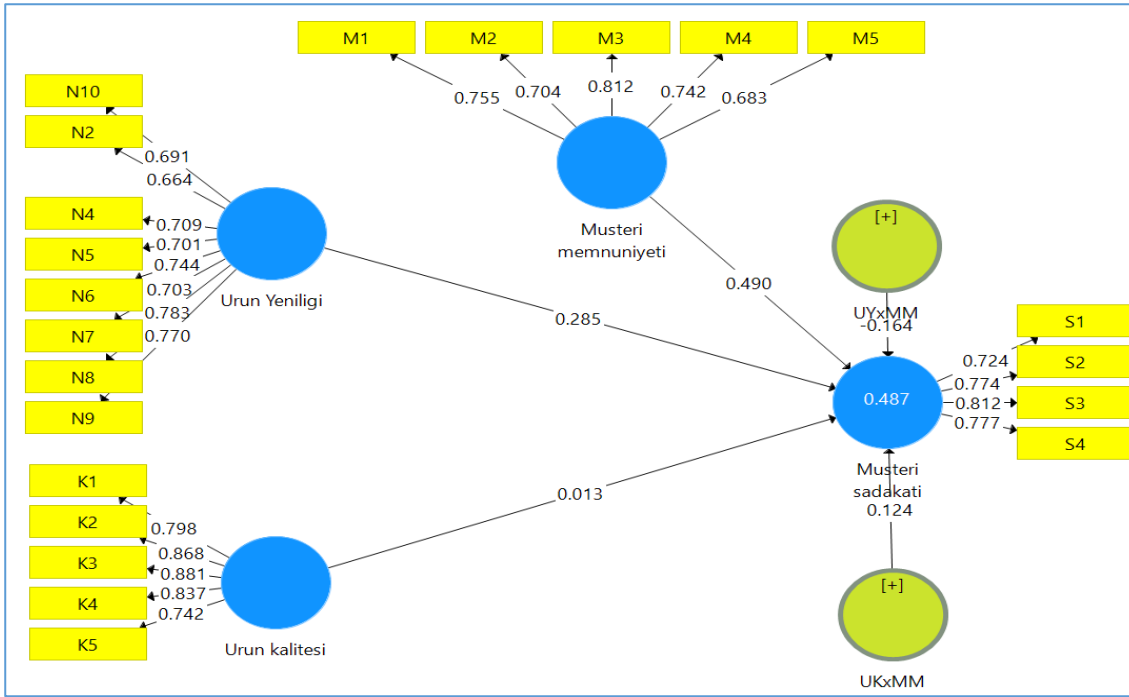 M1
M2
M3
M4
M5
0.755
0.704
0.812
0.742
0.683
Musteri
memnuniyeti
0.490
N10
N2
N4
N5
N6
N7
N8
N9
0.691
0.664
0.709
0.701
0.744
0.703
0.783
0.770
Urun Yeniligi
0.285
[+]
UYxMM
-0.164
0.487
Musteri
sadakati
0.724
0.774
0.812
0.777
S1
S2
S3
S4
K1
K2
K3
K4
K5
0.798
0.868
0.881
0.837
0.742
Urun kalitesi
0.013
0.124
[+]
UKxMM